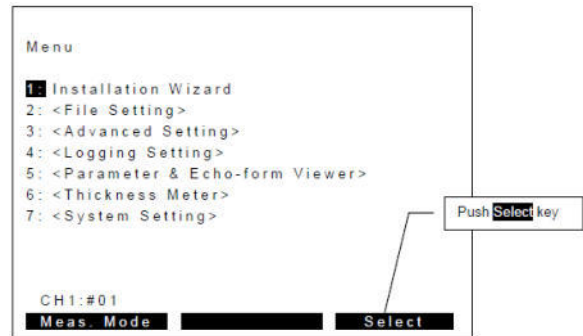 Menu
1: Installation Wizard
2: <File Setting>
3: <Advanced Setting>
4: <Logging Setting>
5: <Parameter & Echo-form Viewer>
6: <Thickness Meter>
7: <System Setting>
Push Select key
CH1:#01
Meas. Mode Select